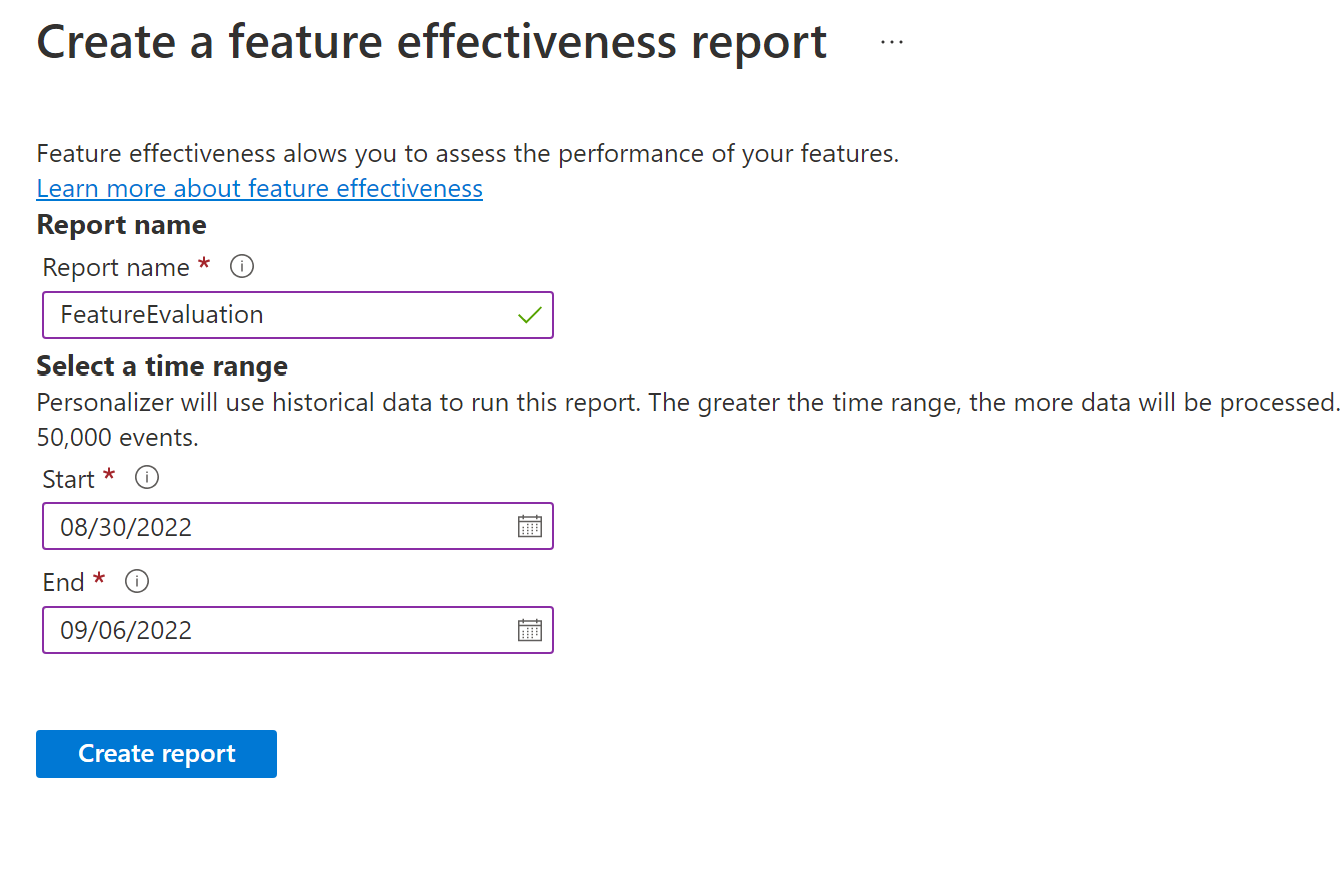 Create a feature effectiveness report ...
Feature effectiveness alows you to assess the performance of your features.
Learn more about feature effectiveness
Report name
Report name *
FeatureEvaluation
Select a time range
Personalizer will use historical data to run this report. The greater the time range, the more data will be processed.
50,000 events.
Start *
08/30/2022
End *
09/06/2022
Create report